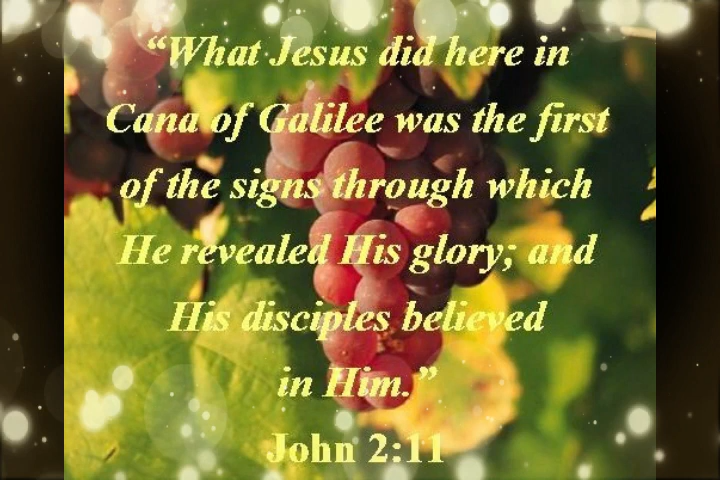 “What Jesus did here in
Cana of Galilee was the first
of the signs through which
He revealed His glory; and
His disciples believed
in Him.”
John 2:11